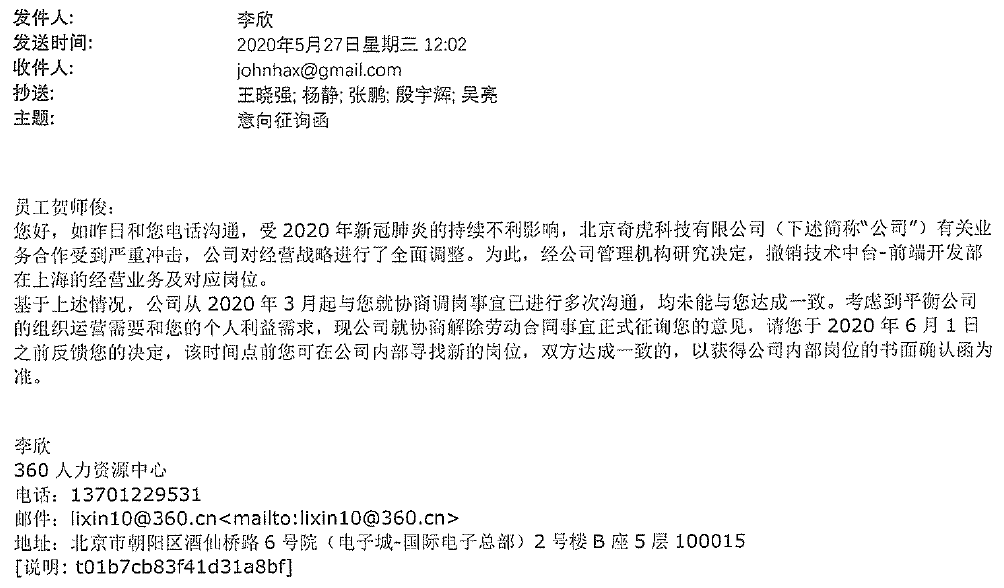 发件人: 李欣
发送时间: 2020年5月27日星期三 12:02
收件人: johnhax@gmail.com
抄送: 王晓强; 杨静; 张鹏; 殷宇辉; 吴亮
主题: 意向征询函
员工贺师俊：
您好，如昨日和您电话沟通，受 2020 年新冠肺炎的持续不利影响，北京奇虎科技有限公司（下述简称“公司”）有关业
务合作受到严重冲击，公司对经营战略进行了全面调整。为此，经公司管理机构研究决定，撤销技术中台-前端开发部
在上海的经营业务及对应岗位。
基于上述情况，公司从 2020 年 3 月起与您就协商调岗事宜已进行多次沟通，均未能与您达成一致。考虑到平衡公司
的组织运营需要和您的个人利益需求，现公司就协商解除劳动合同事宜正式征询您的意见，请您于 2020 年 6 月 1 日
之前反馈您的决定，该时间点前您可在公司内部寻找新的岗位，双方达成一致的，以获得公司内部岗位的书面确认函为
准。
李欣
360 人力资源中心
电话：13701229531
邮件：lixin10@360.cn<mailto:lixin10@360.cn>
地址：北京市朝阳区酒仙桥路 6 号院（电子城-国际电子总部）2 号楼 B 座 5 层 100015
[说明: t01b7cb83f41d31a8bf]